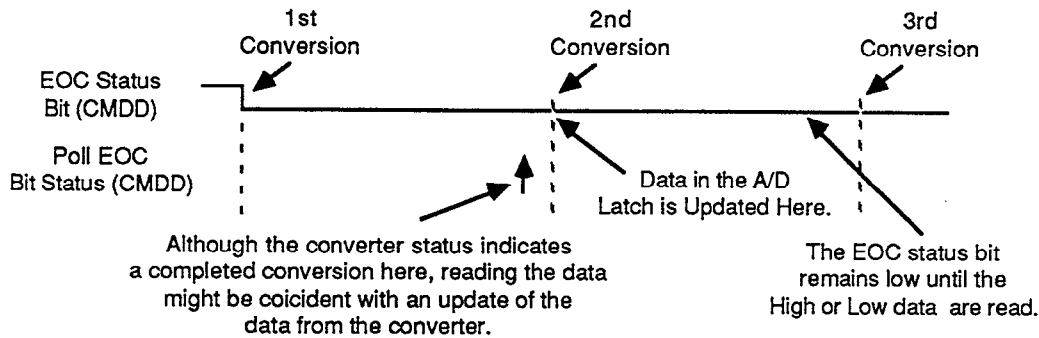 1st
Conversion
2nd
Conversion
3rd
Conversion
EOC Status
Bit (CMDD)
Poll EOC
Bit Status (CMDD)
Data in the A/D
Latch is Updated Here.
Although the converter status indicates
a completed conversion here, reading the data
might be coicident with an update of the
data from the converter.
The EOC status bit
remains low until the
High or Low data are read.